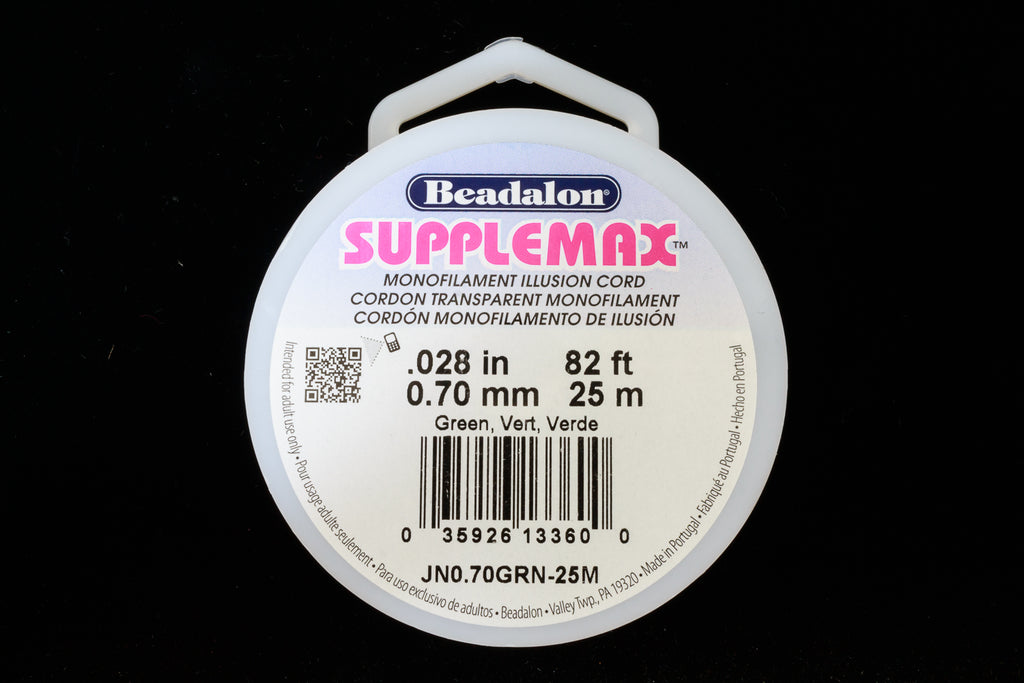 Beadalon®
SUPPLEMAX™
MONOFILAMENT ILLUSION CORD
CORDON TRANSPARENT MONOFILAMENT
CORDÓN MONOFILAMENTO DE ILUSIÓN
.028 in 82 ft
0.70 mm 25 m
Green, Vert, Verde
0 35926 13360 0
JN0.70GRN-25M
Intended for adult use only • Pour usage adulte seulement • Para uso exclusivo de adultos • Beadalon • Valley Twp., PA 19320 • Made in Portugal • Fabriqué au Portugal • Hecho en Portugal